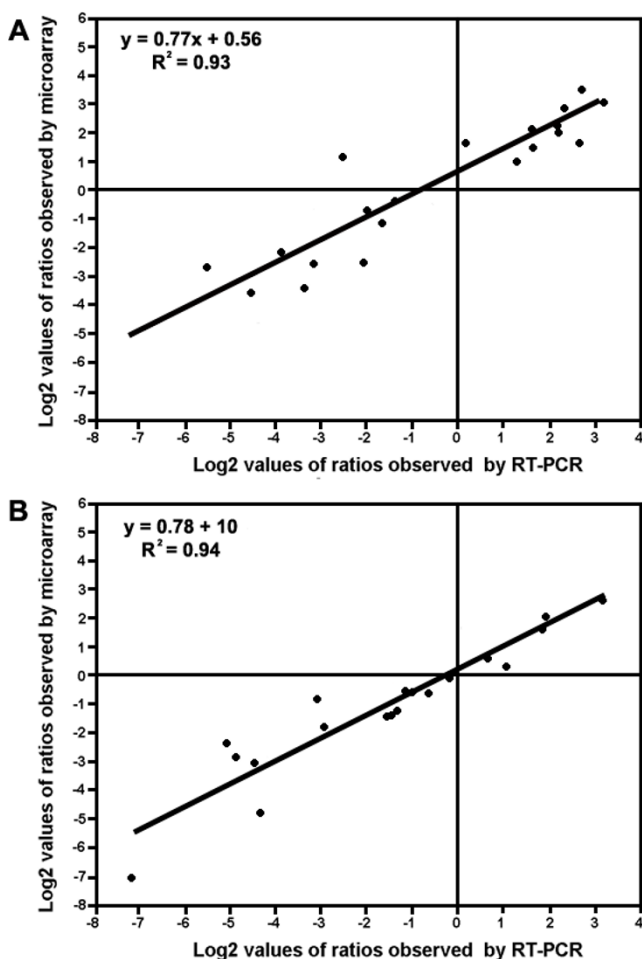 A
y = 0.77x + 0.56
R² = 0.93
6
5
4
3
2
1
0
-1
-2
-3
-4
-5
-6
-7
-8
Log2 values of ratios observed by microarray
-8 -7 -6 -5 -4 -3 -2 -1 0 1 2 3 4
Log2 values of ratios observed by RT-PCR
B
y = 0.78 + 10
R² = 0.94
6
5
4
3
2
1
0
-1
-2
-3
-4
-5
-6
-7
-8
Log2 values of ratios observed by microarray
-8 -7 -6 -5 -4 -3 -2 -1 0 1 2 3 4
Log2 values of ratios observed by RT-PCR